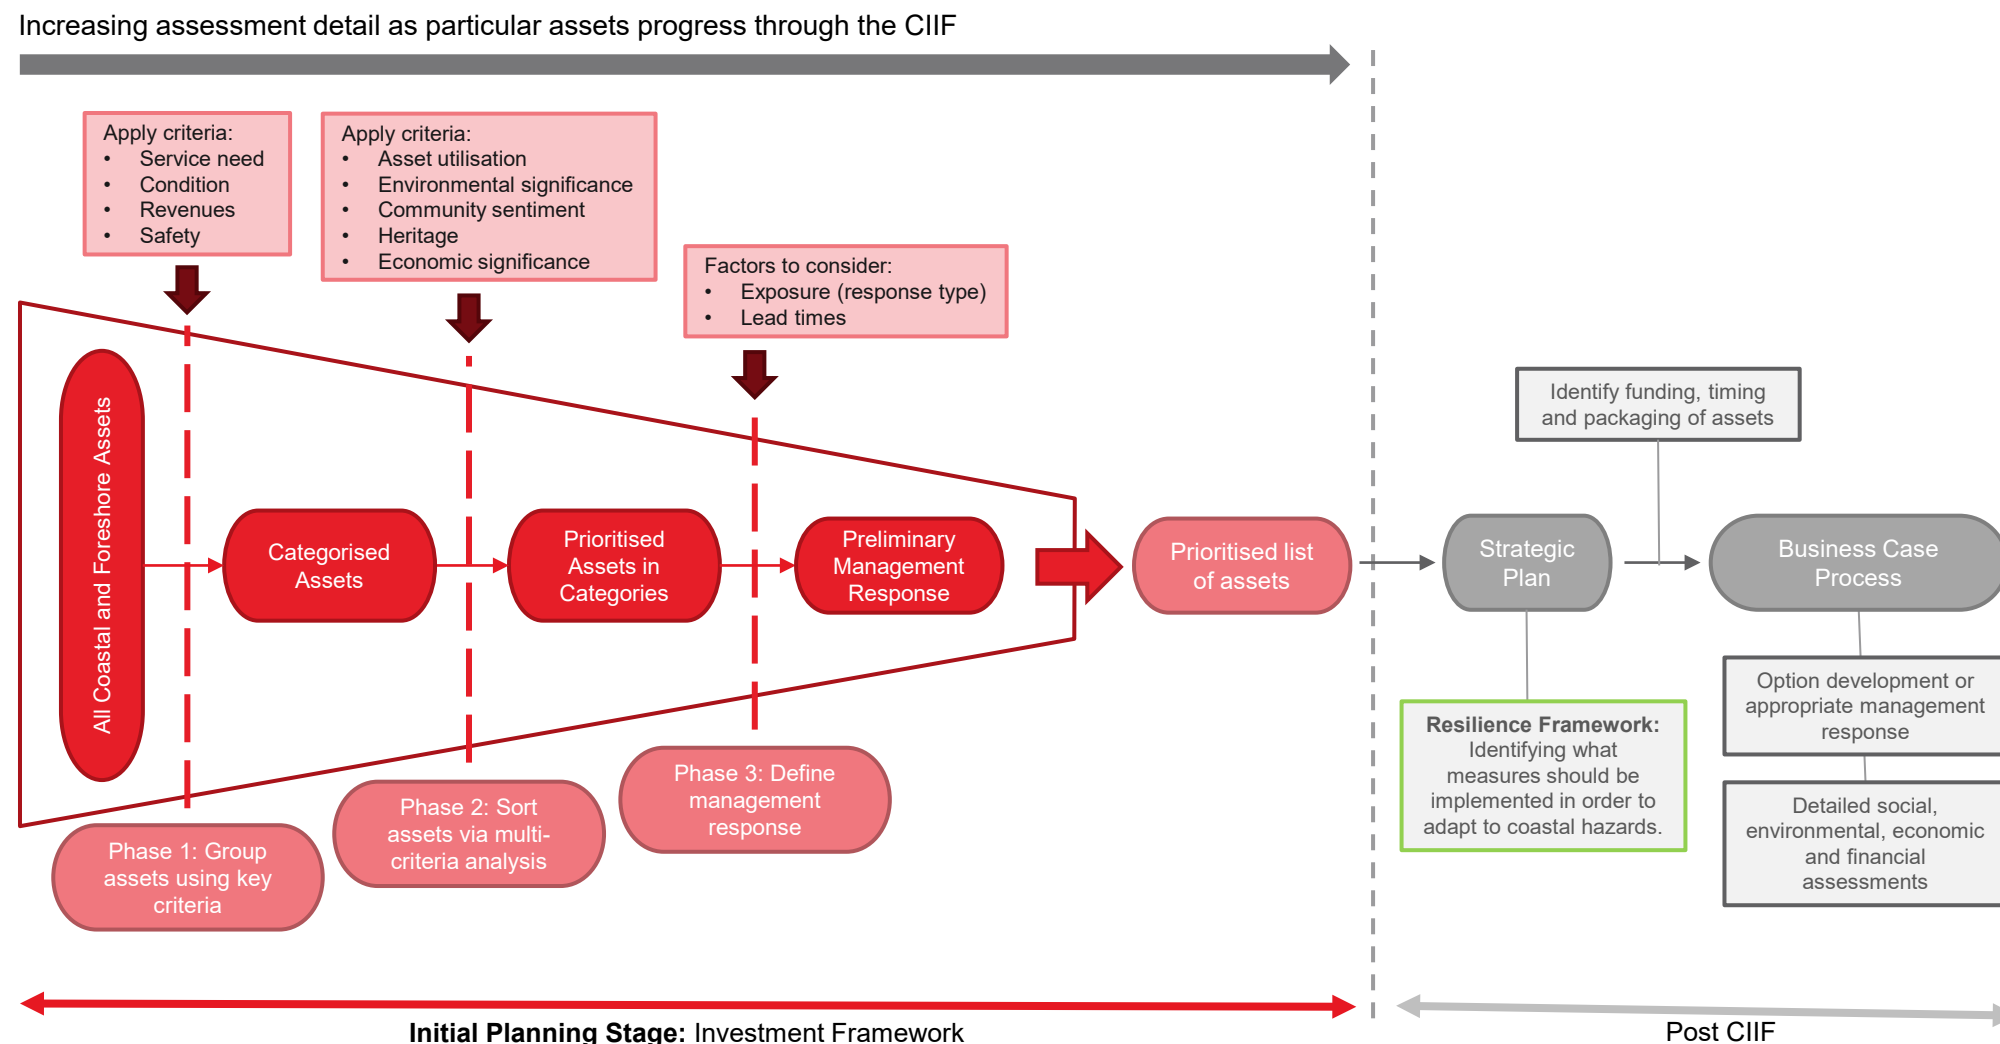 Increasing assessment detail as particular assets progress through the CIIF
Apply criteria:
• Service need
• Condition
• Revenues
• Safety
Apply criteria:
• Asset utilisation
• Environmental significance
• Community sentiment
• Heritage
• Economic significance
Factors to consider:
• Exposure (response type)
• Lead times
All Coastal and Foreshore Assets
Categorised
Assets
Prioritised
Assets in
Categories
Preliminary
Management
Response
Prioritised list
of assets
Phase 1: Group
assets using key
criteria
Phase 2: Sort
assets via multi-
criteria analysis
Phase 3: Define
management
response
Identify funding, timing
and packaging of assets
Strategic
Plan
Business Case
Process
Resilience Framework:
Identifying what
measures should be
implemented in order to
adapt to coastal hazards.
Option development or
appropriate management
response
Detailed social,
environmental, economic
and financial
assessments
Initial Planning Stage: Investment Framework
Post CIIF